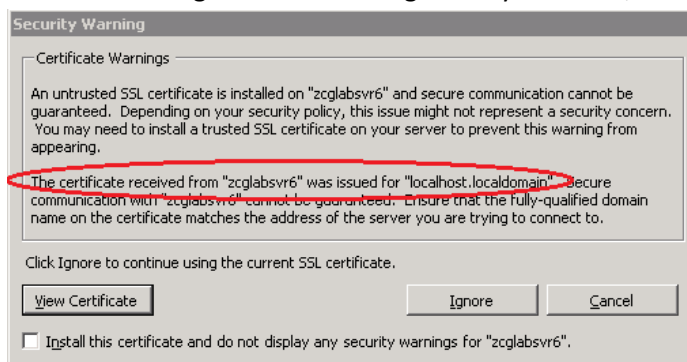 Security Warning
Certificate Warnings
An untrusted SSL certificate is installed on "zcglabsvr6" and secure communication cannot be
guaranteed. Depending on your security policy, this issue might not represent a security concern.
You may need to install a trusted SSL certificate on your server to prevent this warning from
appearing.
The certificate received from "zcglabsvr6" was issued for "localhost.localdomain". Secure
communication with "zcglabsvr6" cannot be guaranteed. Ensure that the fully-qualified domain
name on the certificate matches the address of the server you are trying to connect to.
Click Ignore to continue using the current SSL certificate.
View Certificate
Ignore
Cancel
Install this certificate and do not display any security warnings for "zcglabsvr6".